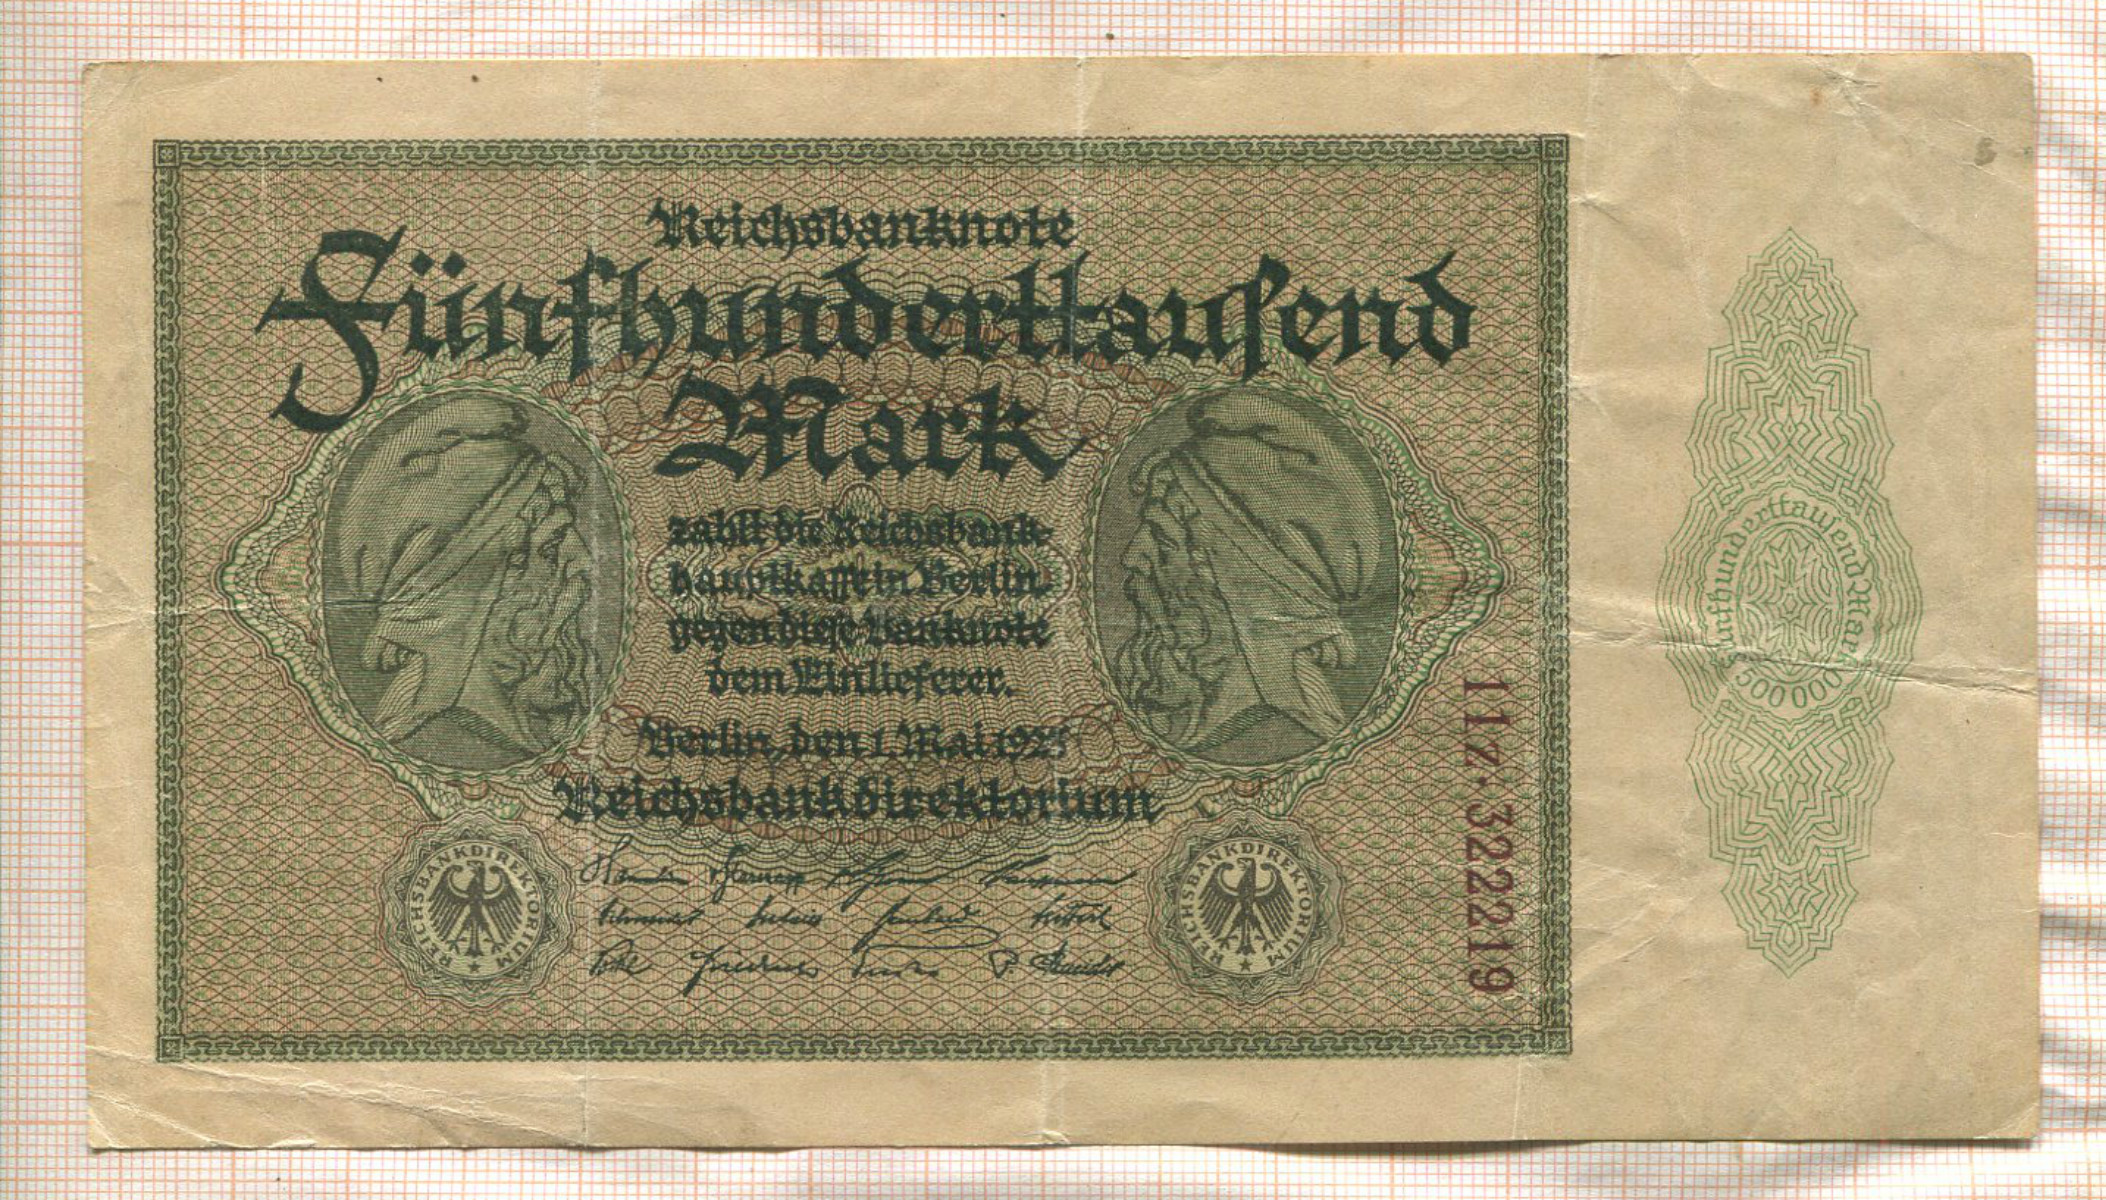 Reichsbanknote
Fünfhunderttausend
Mark
zahlt die Reichsbank-
hauptkasse in Berlin
gegen diese Banknote
dem Einlieferer.
Berlin, den 1. Mai 1923
Reichsbankdirektorium
REICHSBANKDIREKTORIUM
REICHSBANKDIREKTORIUM
11Z·322219
Fünfhunderttausend Mark
500000